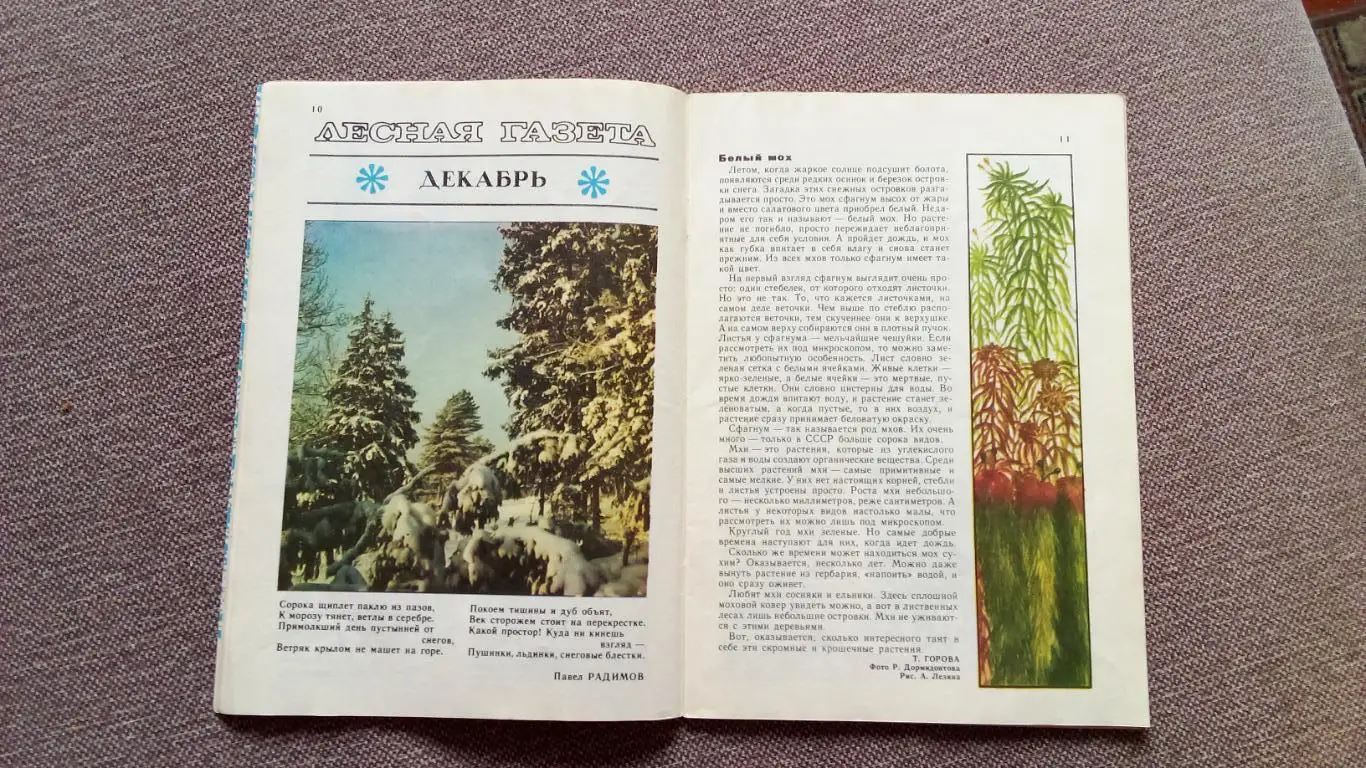 10
ЛЕСНАЯ ГАЗЕТА
ДЕКАБРЬ
Сорока щиплет паклю из пазов,
К морозу тянет, ветлы в серебре.
Примолкший день пустынней от
снегов,
Ветряк крылом не машет на горе.
Покоем тишины и дуб объят,
Век сторожем стоит на перекрестке.
Какой простор! Куда ни кинешь
взгляд —
Пушинки, льдинки, снеговые блестки.
Павел РАДИМОВ
11
Белый мох
Летом, когда жаркое солнце подсушит болота,
появляются среди редких осинок и березок островки
ки снега. Загадка этих снежных островков разга-
дывается просто. Это мох сфагнум высох от жары
и вместо салатового цвета приобрел белый. Неда-
ром его так и называют — белый мох. Но расте-
ние не погибло, просто пережидает неблагопри-
ятные для себя условия. А пройдет дождь, и мох
как губка впитает в себя влагу и снова станет
прежним. Из всех мхов только сфагнум имеет та-
кой цвет.
На первый взгляд сфагнум выглядит очень про-
сто: один стебелек, от которого отходят листочки.
Но это не так. То, что кажется листочками, на
самом деле веточки. Чем выше по стеблю распо-
лагаются веточки, тем скученнее они к верхушке.
А на самом верху собираются они в плотный пучок.
Листья у сфагнума — мельчайшие чешуйки. Если
рассмотреть их под микроскопом, то можно заме-
тить любопытную особенность. Лист словно зе-
леная сетка с белыми ячейками. Живые клетки —
ярко-зеленые, а белые ячейки — это мертвые, пу-
стые клетки. Они словно цистерны для воды. Во
время дождя впитают воду, и растение станет зе-
леноватым, а когда пустые, то в них воздух, и
растение сразу принимает беловатую окраску.
Сфагнум — так называется род мхов. Их очень
много — только в СССР больше сорока видов.
Мхи — это растения, которые из углекислого
газа и воды создают органические вещества. Среди
высших растений мхи — самые примитивные и
самые мелкие. У них нет настоящих корней, стебли
и листья устроены просто. Роста мхи небольшо-
го — несколько миллиметров, реже сантиметров. А
листья у некоторых видов настолько малы, что
рассмотреть их можно лишь под микроскопом.
Круглый год мхи зеленые. Но самые добрые
времена наступают для них, когда идет дождь.
Сколько же времени может находиться мох су-
хим? Оказывается, несколько лет. Можно даже
вынуть растение из гербария, «напоить» водой, и
оно сразу оживет.
Любят мхи сосняки и ельники. Здесь сплошной
моховой ковер увидеть можно, а вот в лиственных
лесах лишь небольшие островки. Мхи не уживают-
ся с этими деревьями.
Вот, оказывается, сколько интересного таят в
себе эти скромные и крошечные растения.
Т. ГОРОВА
Фото Р. Дормидонтова
Рис. А. Лезина